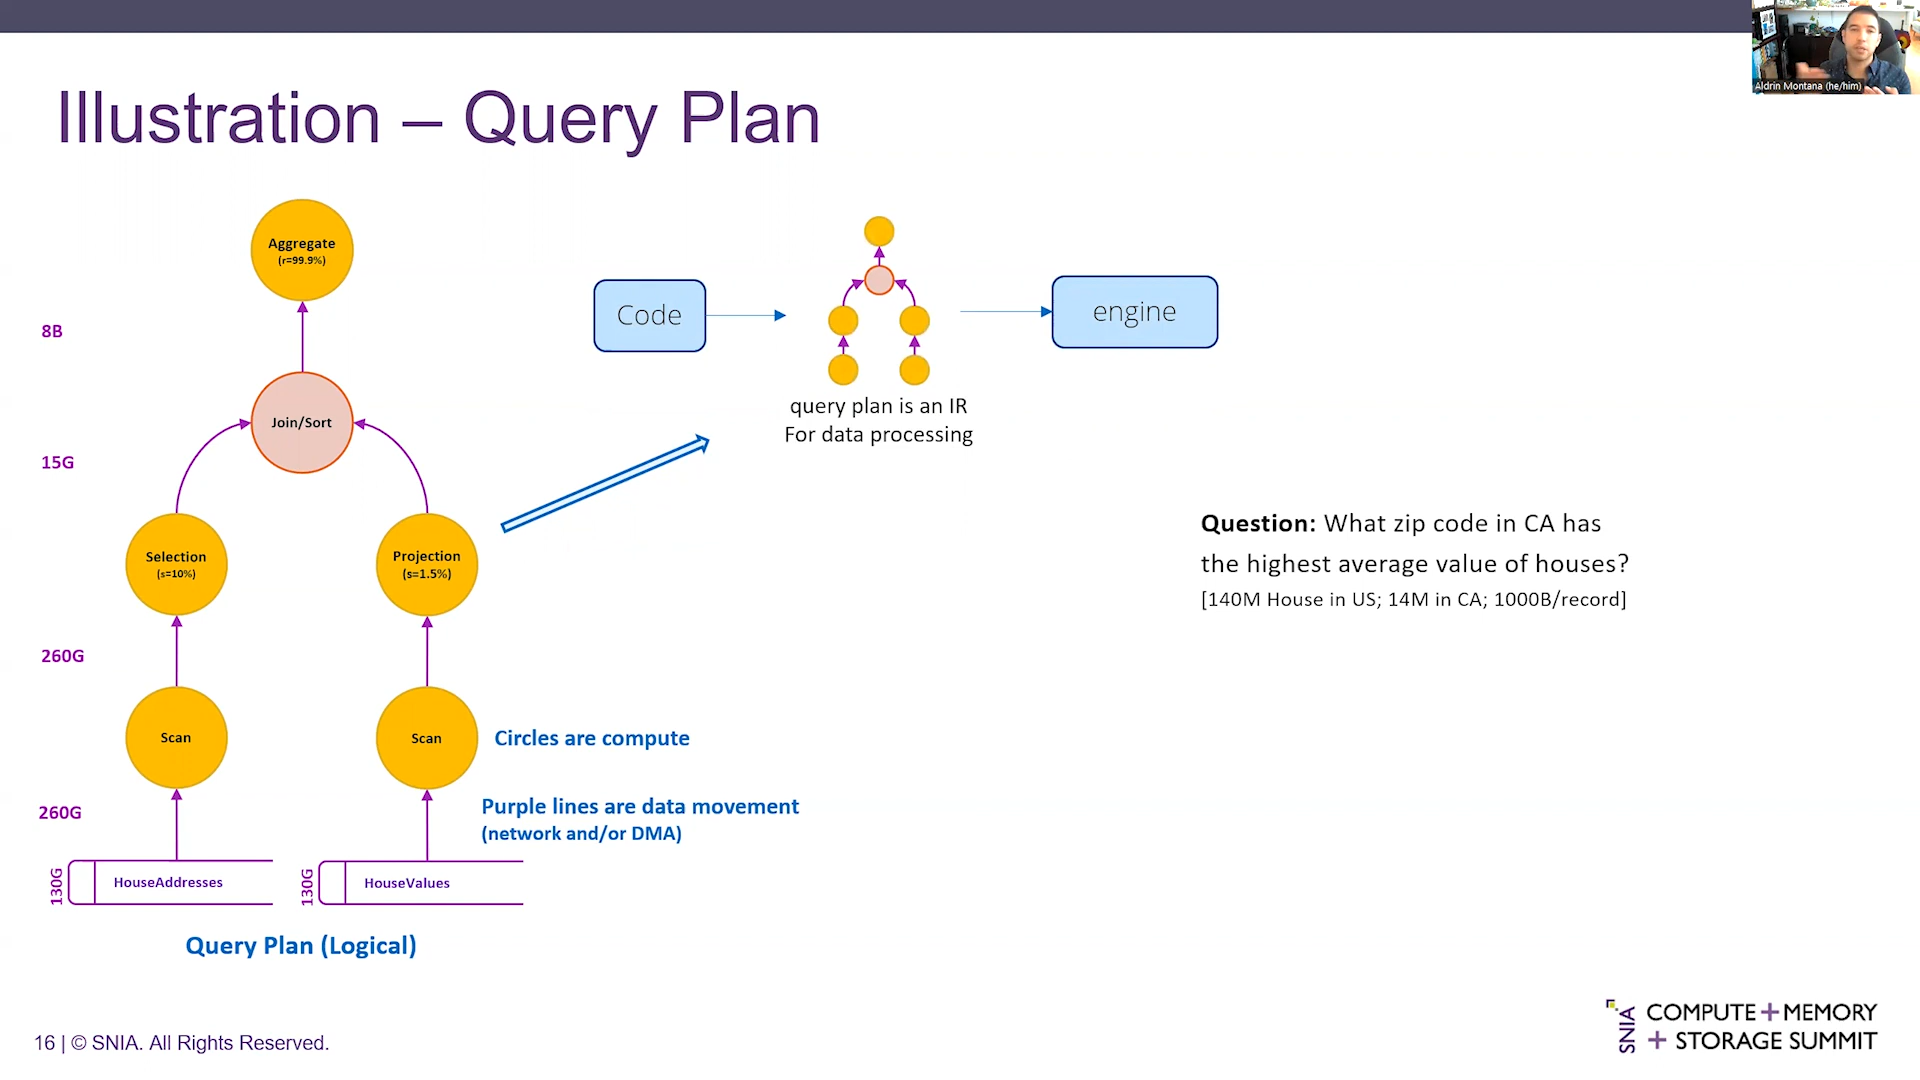 Aldrin Montana (he/him)
Illustration – Query Plan
Aggregate
(r=99.9%)
8B
Join/Sort
15G
Selection
(s=10%)
Projection
(s=1.5%)
260G
Scan
Scan
260G
130G
HouseAddresses
130G
HouseValues
Query Plan (Logical)
Circles are compute
Purple lines are data movement
(network and/or DMA)
Code
engine
query plan is an IR
For data processing
Question: What zip code in CA has
the highest average value of houses?
[140M House in US; 14M in CA; 1000B/record]
16 | © SNIA. All Rights Reserved.
SNIA
COMPUTE+MEMORY
+ STORAGE SUMMIT